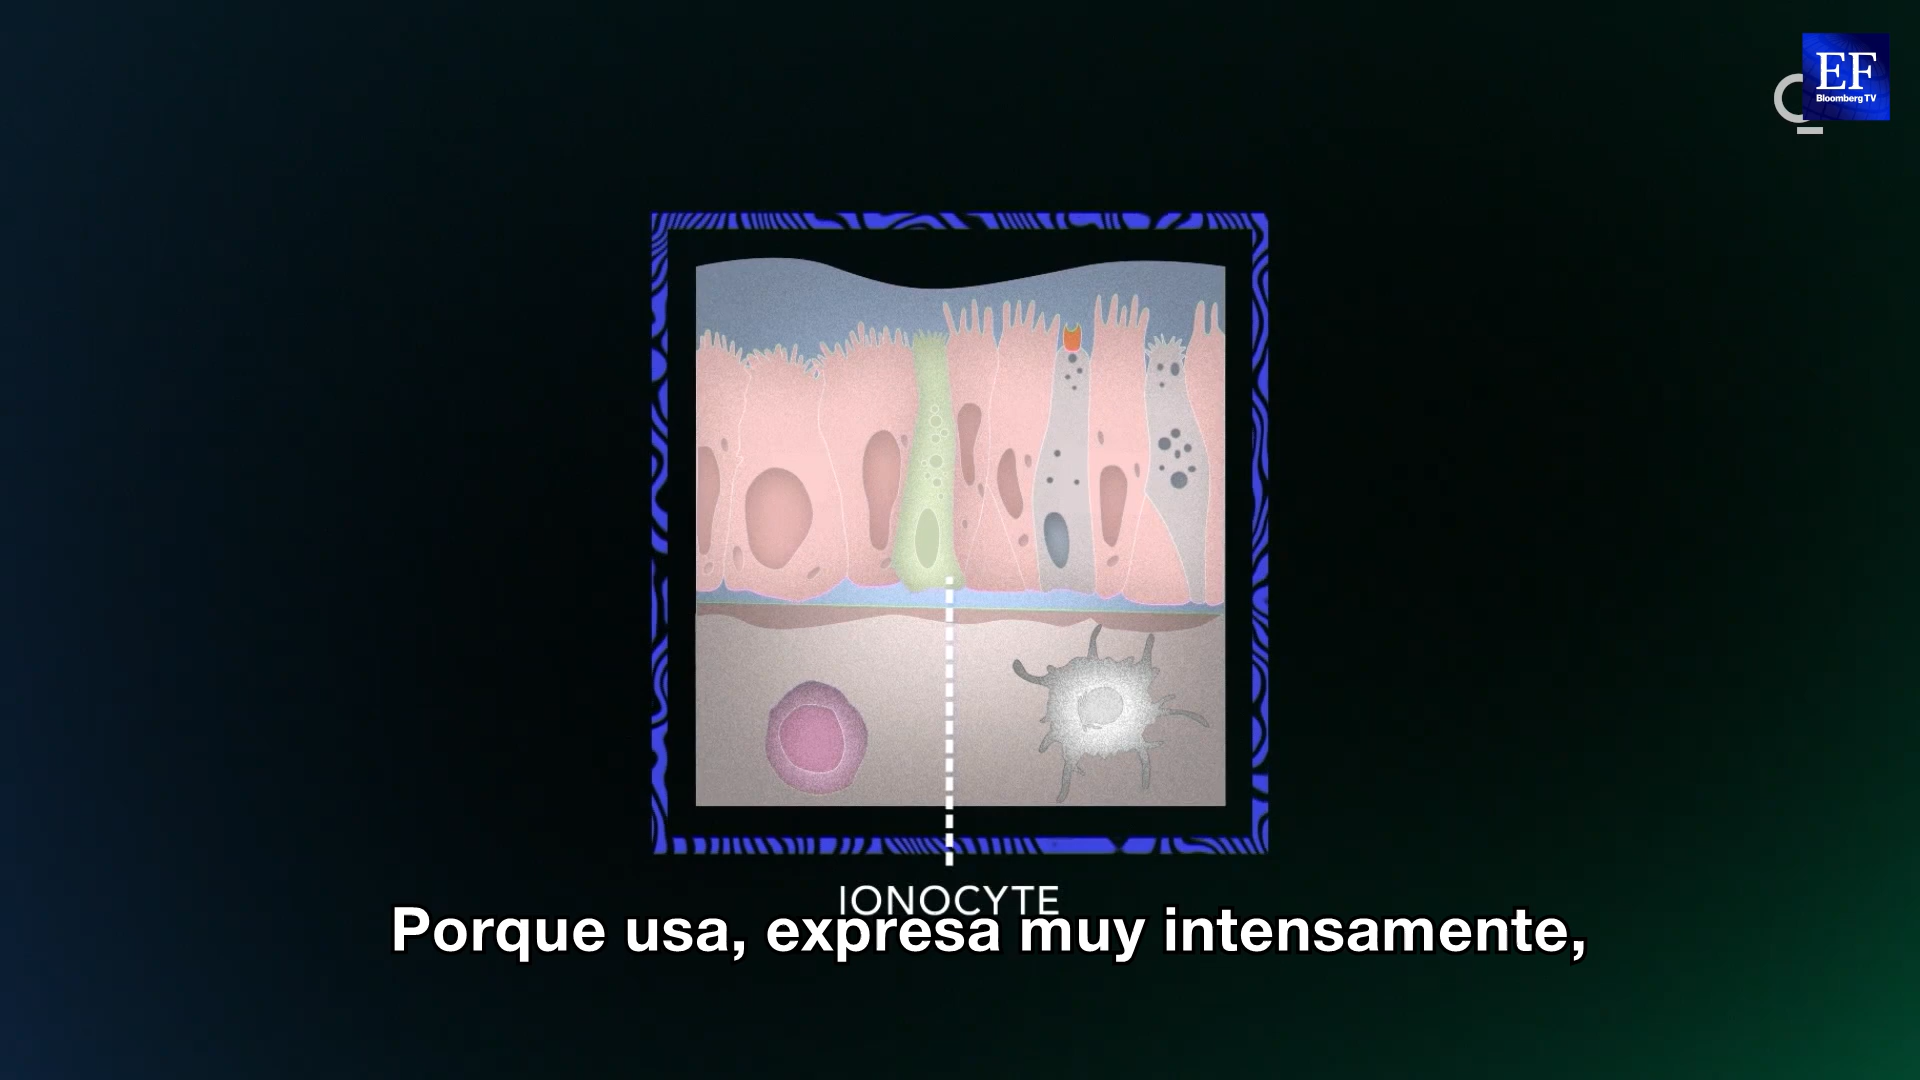 EF
Bloomberg TV
IONOCYTE
Porque usa, expresa muy intensamente,